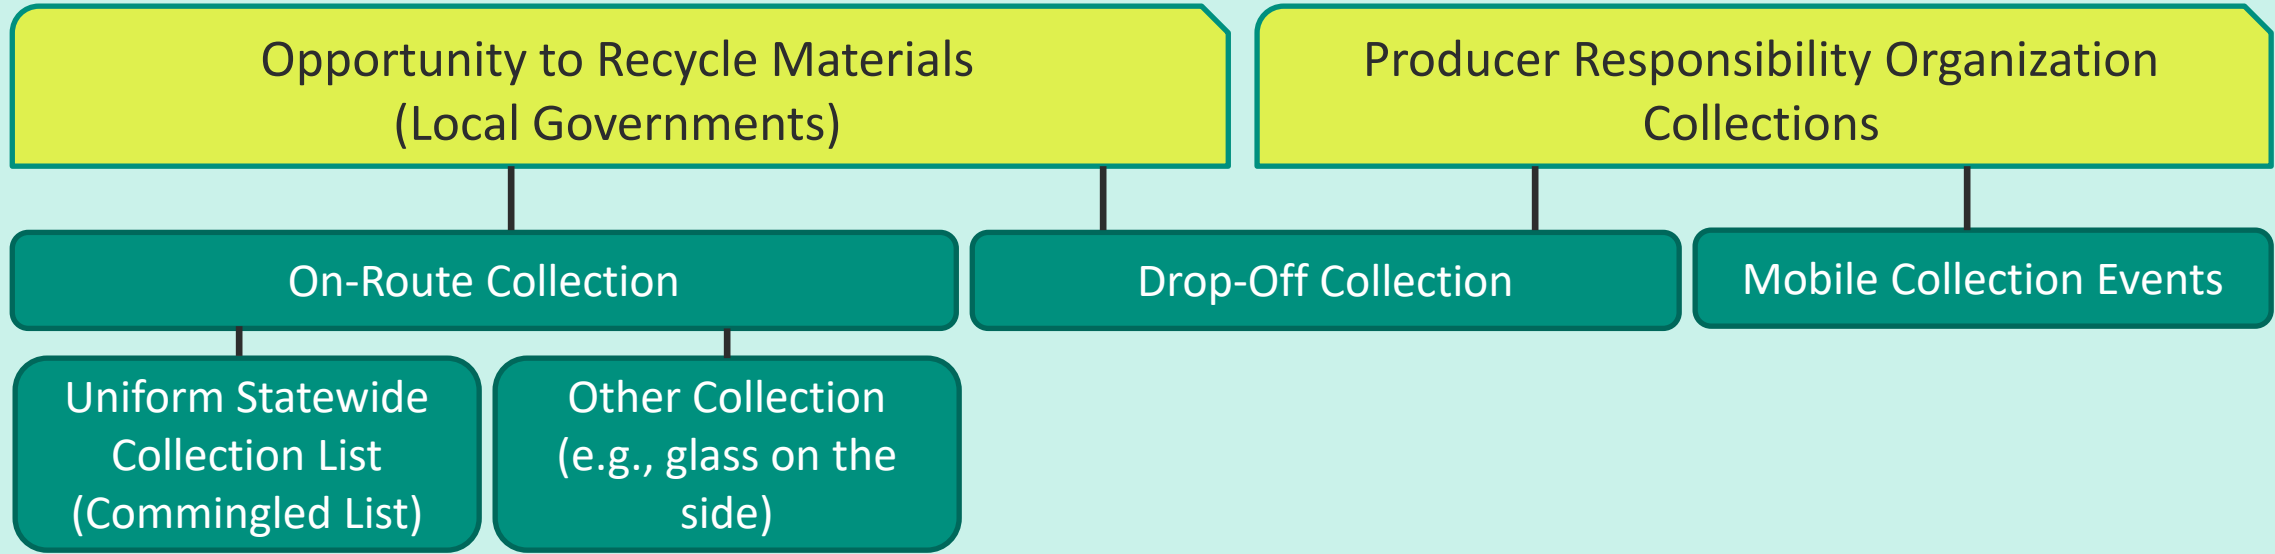 Opportunity to Recycle Materials
(Local Governments)
Producer Responsibility Organization
Collections
On-Route Collection
Drop-Off Collection
Mobile Collection Events
Uniform Statewide
Collection List
(Commingled List)
Other Collection
(e.g., glass on the
side)